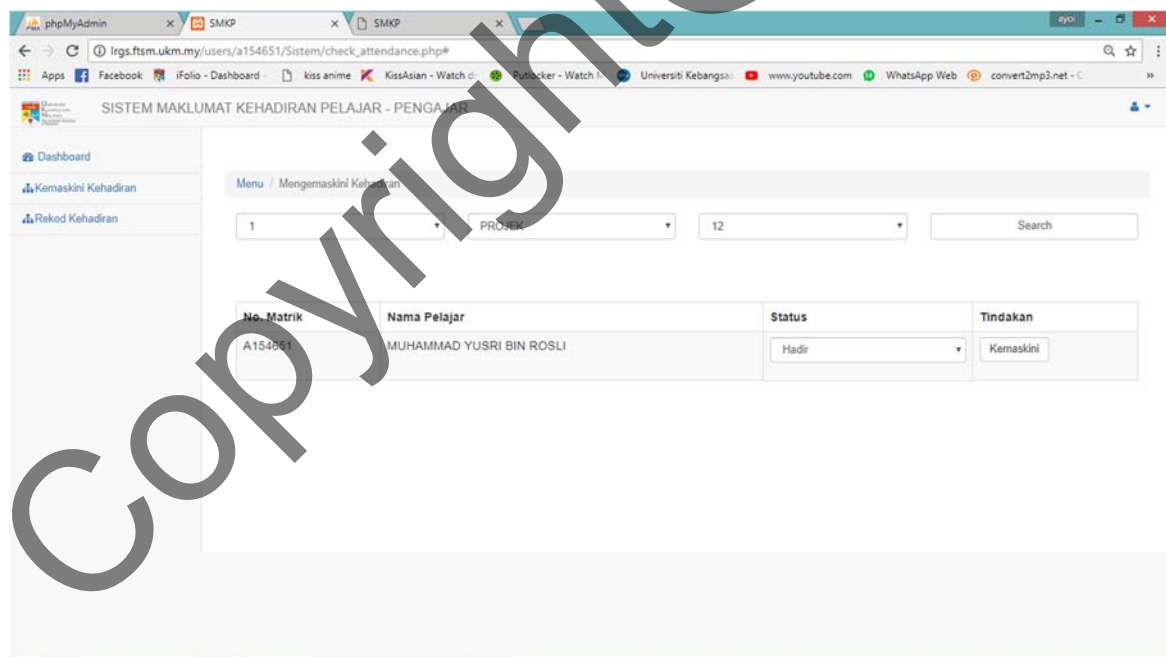 phpMyAdmin SMKP SMKP ayoi
lrgs.ftsm.ukm.my/users/a154651/Sistem/check_attendance.php#
Apps Facebook iFolio - Dashboard - kiss anime KissAsian - Watch d Putlocker - Watch Universiti Kebangsa www.youtube.com WhatsApp Web convert2mp3.net -
SISTEM MAKLUMAT KEHADIRAN PELAJAR - PENGAJAR
Dashboard
Kemaskini Kehadiran
Rekod Kehadiran
Menu / Mengemaskini Kehadiran
1 PROJEK 12 Search
No. Matrik Nama Pelajar Status Tindakan
A154651 MUHAMMAD YUSRI BIN ROSLI Hadir Kemaskini
Copyright